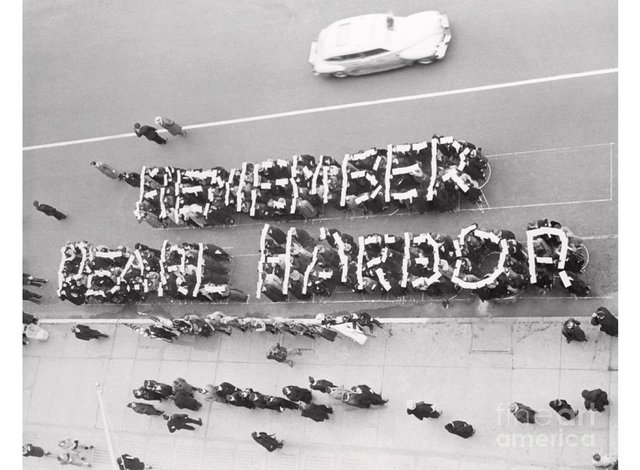 REMEMBER
PEARL HARBOR
fine art
america